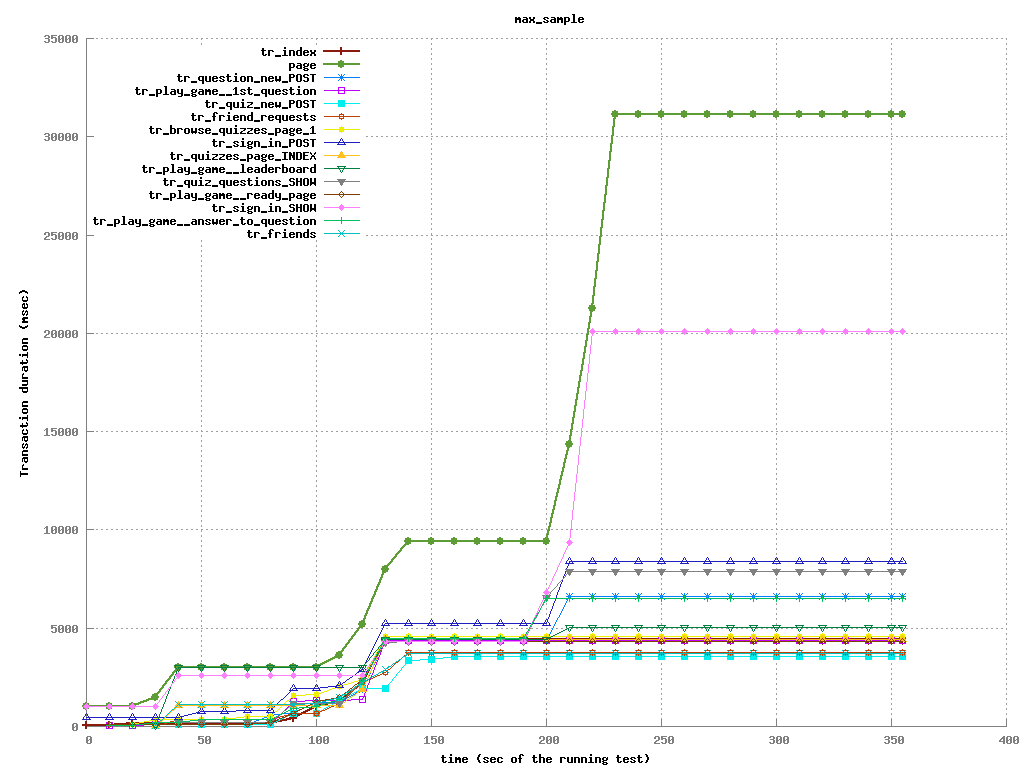 max_sample
35000
30000
25000
20000
15000
10000
5000
0
Transaction duration (msec)
tr_index
page
tr_question_new_POST
tr_play_game__1st_question
tr_quiz_new_POST
tr_friend_requests
tr_browse_quizzes_page_1
tr_sign_in_POST
tr_quizzes_page_INDEX
tr_play_game__leaderboard
tr_quiz_questions_SHOW
tr_play_game__ready_page
tr_sign_in_SHOW
tr_play_game__answer_to_question
tr_friends
0 50 100 150 200 250 300 350 400
time (sec of the running test)